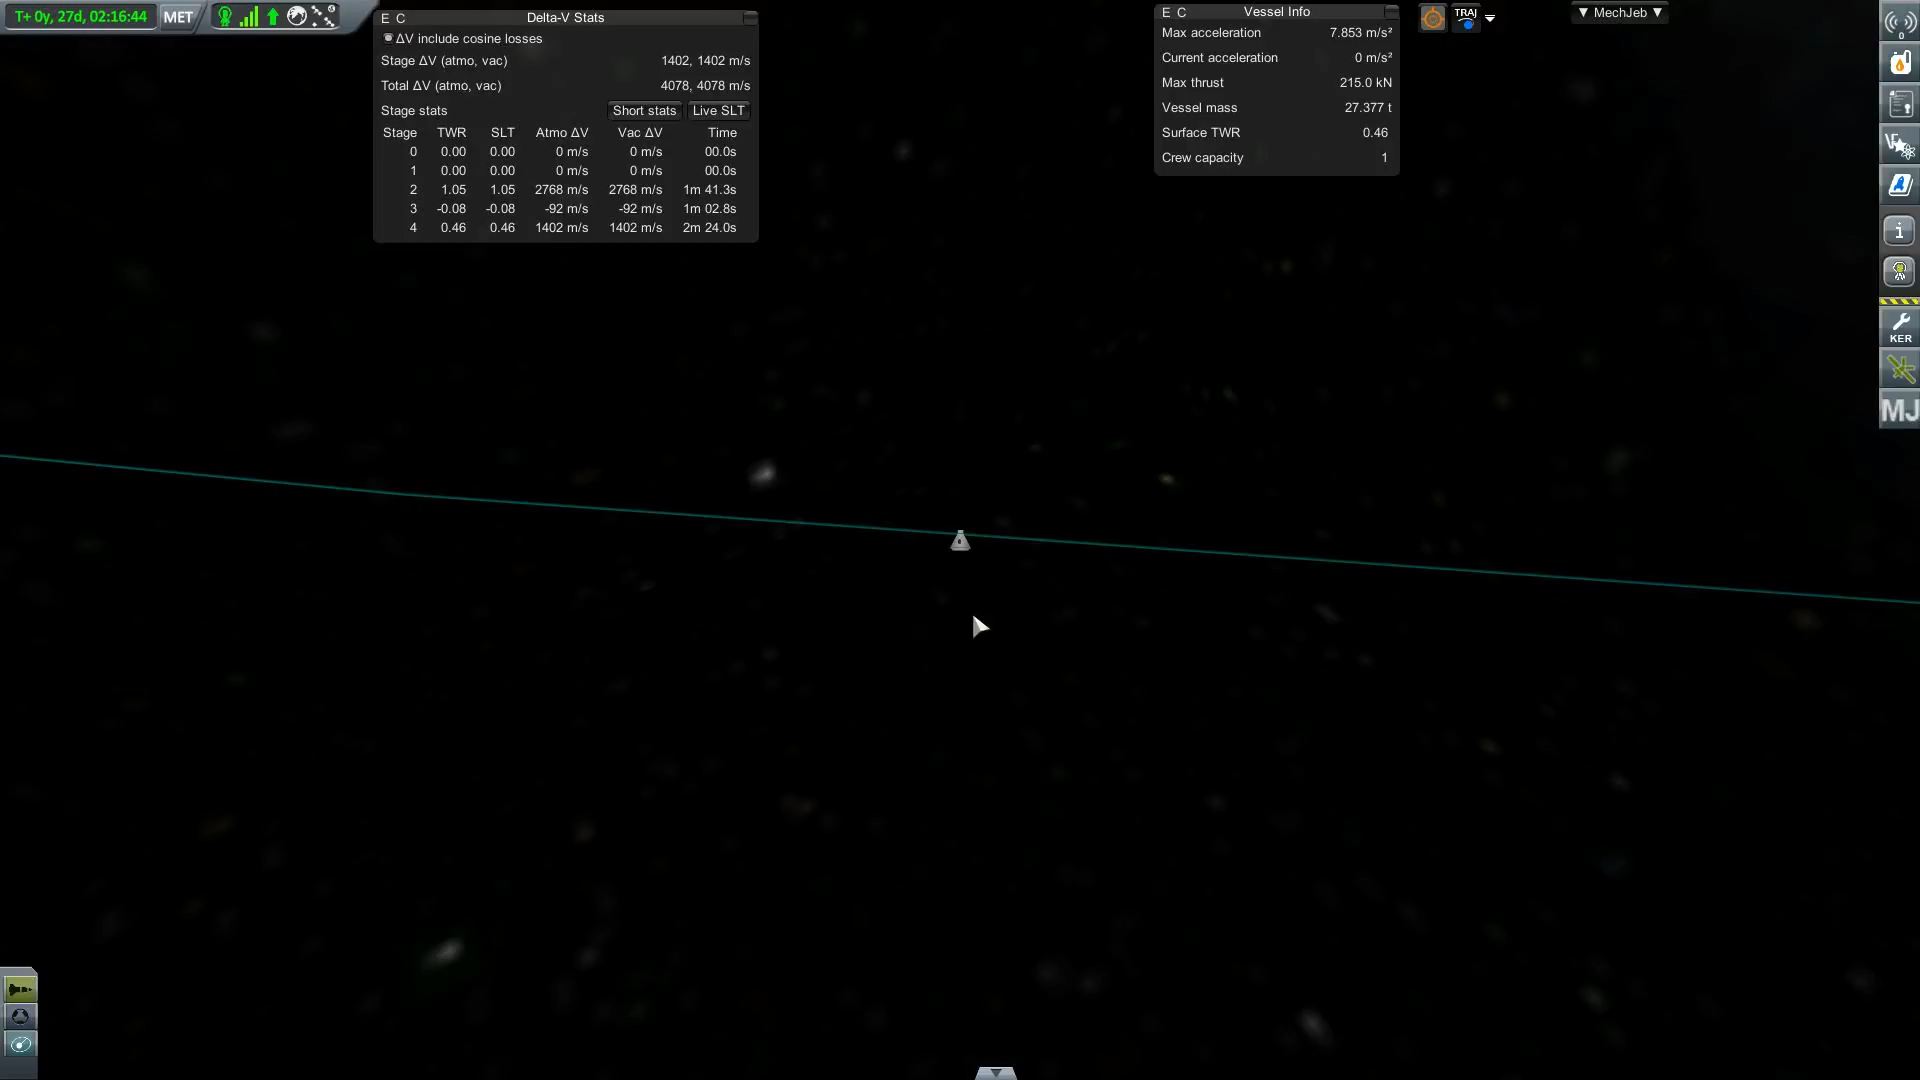 T+ 0y, 27d, 02:16:44 MET
E C Delta-V Stats
ΔV include cosine losses
Stage ΔV (atmo, vac) 1402, 1402 m/s
Total ΔV (atmo, vac) 4078, 4078 m/s
Stage stats Short stats Live SLT
Stage TWR SLT Atmo ΔV Vac ΔV Time
0 0.00 0.00 0 m/s 0 m/s 00.0s
1 0.00 0.00 0 m/s 0 m/s 00.0s
2 1.05 1.05 2768 m/s 2768 m/s 1m 41.3s
3 -0.08 -0.08 -92 m/s -92 m/s 1m 02.8s
4 0.46 0.46 1402 m/s 1402 m/s 2m 24.0s
E C Vessel Info
Max acceleration 7.853 m/s²
Current acceleration 0 m/s²
Max thrust 215.0 kN
Vessel mass 27.377 t
Surface TWR 0.46
Crew capacity 1
TRAJ
▼ MechJeb ▼
0
i
KER
MJ